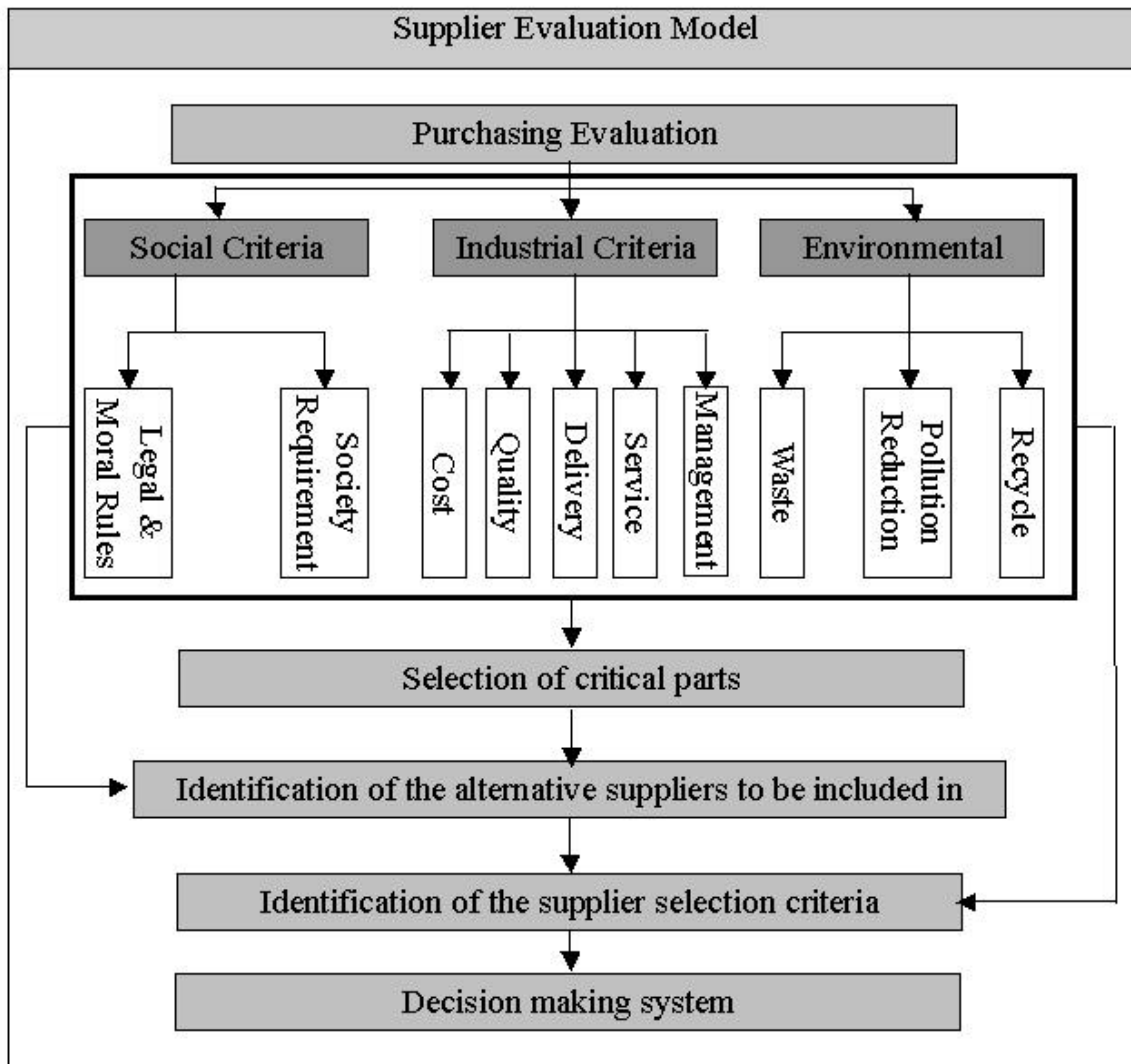 Supplier Evaluation Model
Purchasing Evaluation
Social Criteria
Industrial Criteria
Environmental
Legal &
Moral Rules
Society
Requirement
Cost
Quality
Delivery
Service
Management
Waste
Pollution
Reduction
Recycle
Selection of critical parts
Identification of the alternative suppliers to be included in
Identification of the supplier selection criteria
Decision making system